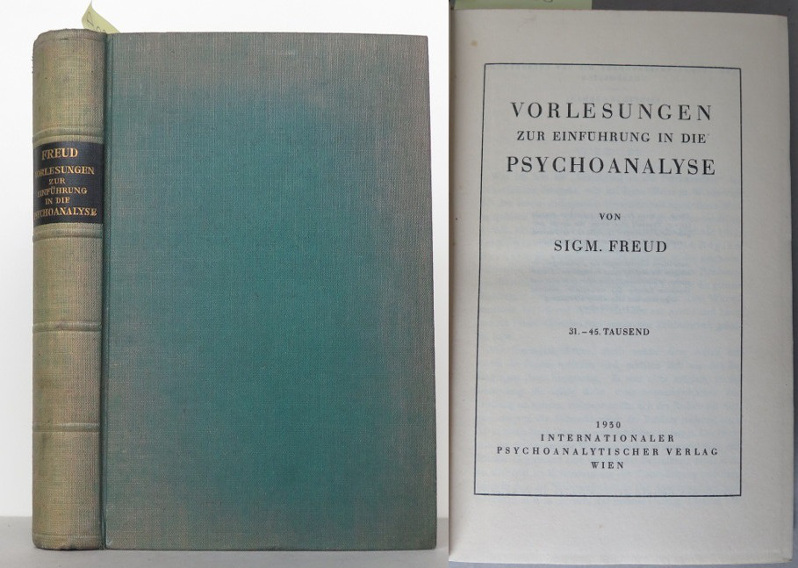 FREUD
VORLESUNGEN
ZUR
EINFÜHRUNG
IN DIE
PSYCHOANALYSE
VORLESUNGEN
ZUR EINFÜHRUNG IN DIE
PSYCHOANALYSE
VON
SIGM. FREUD
31.–45. TAUSEND
1930
INTERNATIONALER
PSYCHOANALYTISCHER VERLAG
WIEN